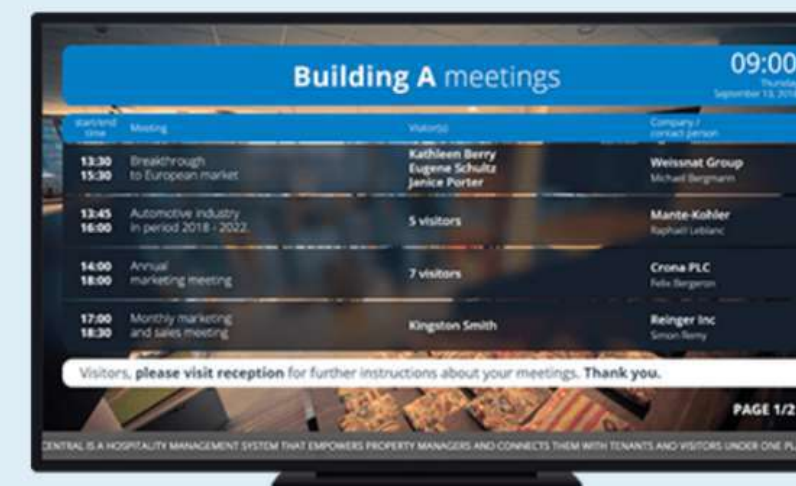 Building A meetings
09:00
Thursday
September 13, 2018
start/end
time
Meeting
Visitor(s)
Company /
contact person
13:30
15:30
Breakthrough
to European market
Kathleen Berry
Eugene Schultz
Janice Porter
Weissnat Group
Michael Bergmann
13:45
16:00
Automotive industry
in period 2018 - 2022.
5 visitors
Mante-Kohler
Raphaël Leblanc
14:00
18:00
Annual
marketing meeting
7 visitors
Crona PLC
Felix Bergeron
17:00
18:30
Monthly marketing
and sales meeting
Kingston Smith
Reinger Inc
Simon Remy
Visitors, please visit reception for further instructions about your meetings. Thank you.
PAGE 1/2
CENTRAL IS A HOSPITALITY MANAGEMENT SYSTEM THAT EMPOWERS PROPERTY MANAGERS AND CONNECTS THEM WITH TENANTS AND VISITORS UNDER ONE